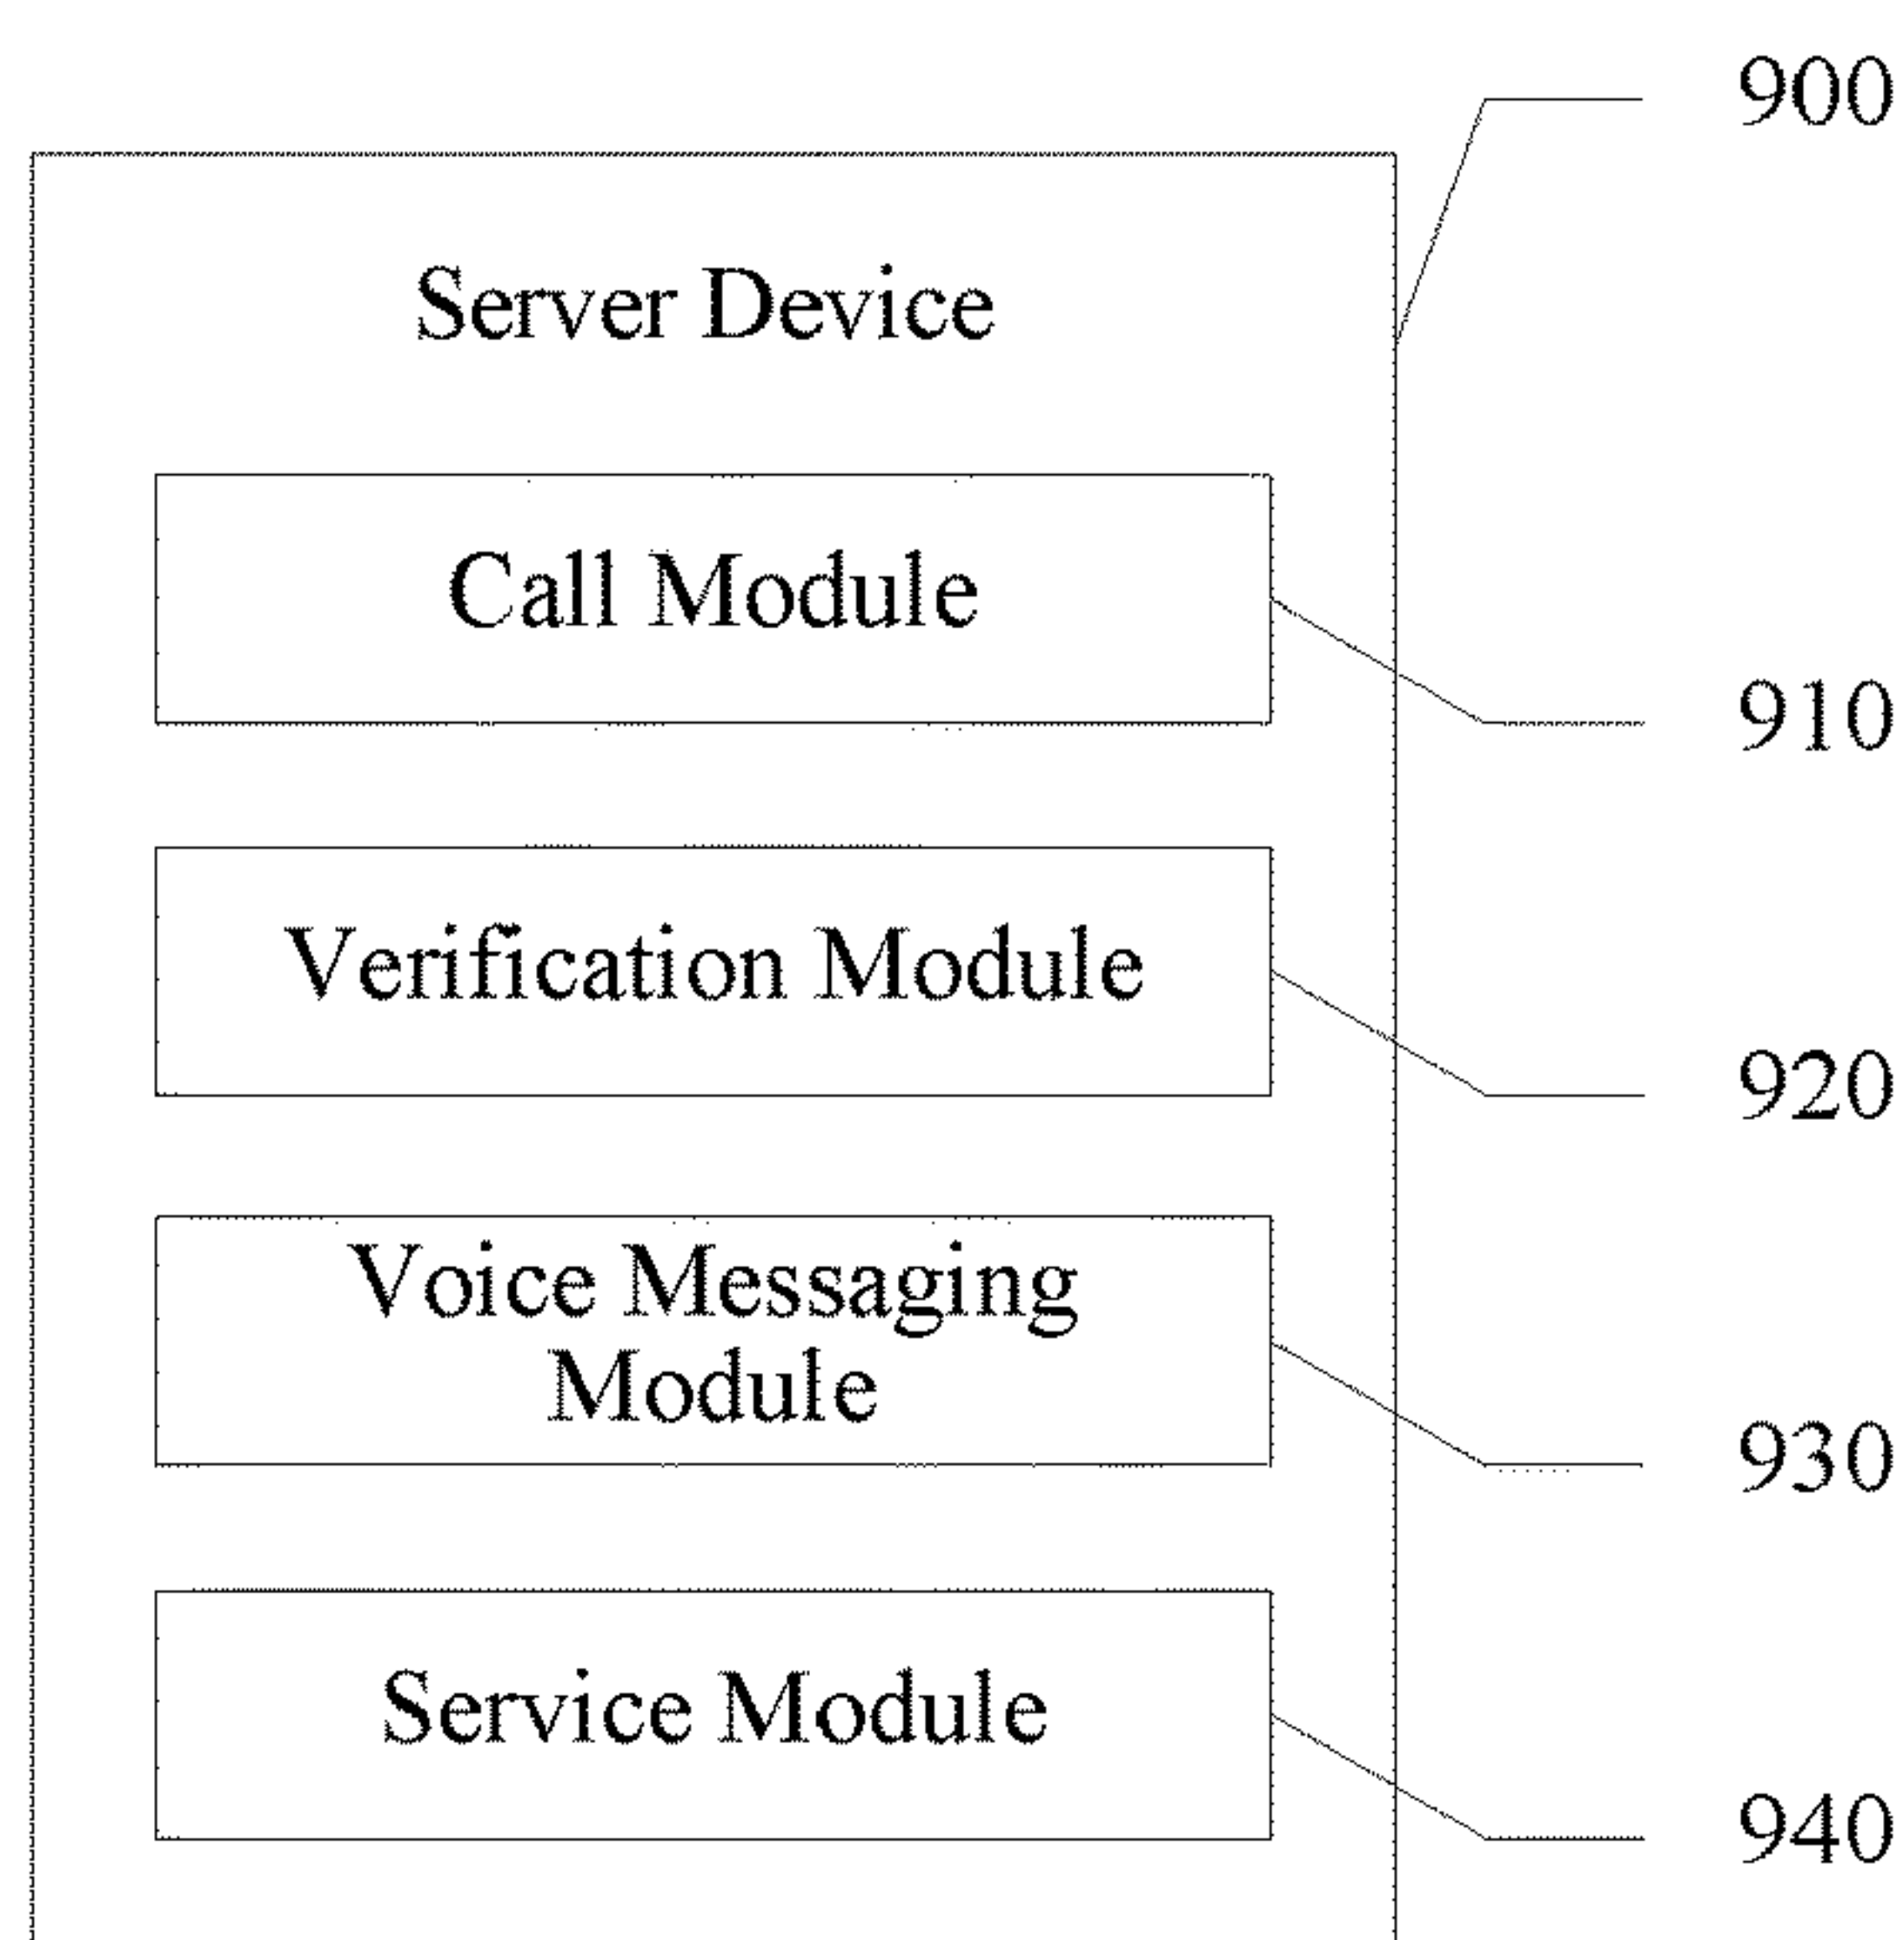 900
Server Device
Call Module
910
Verification Module
920
Voice Messaging
Module
930
Service Module
940